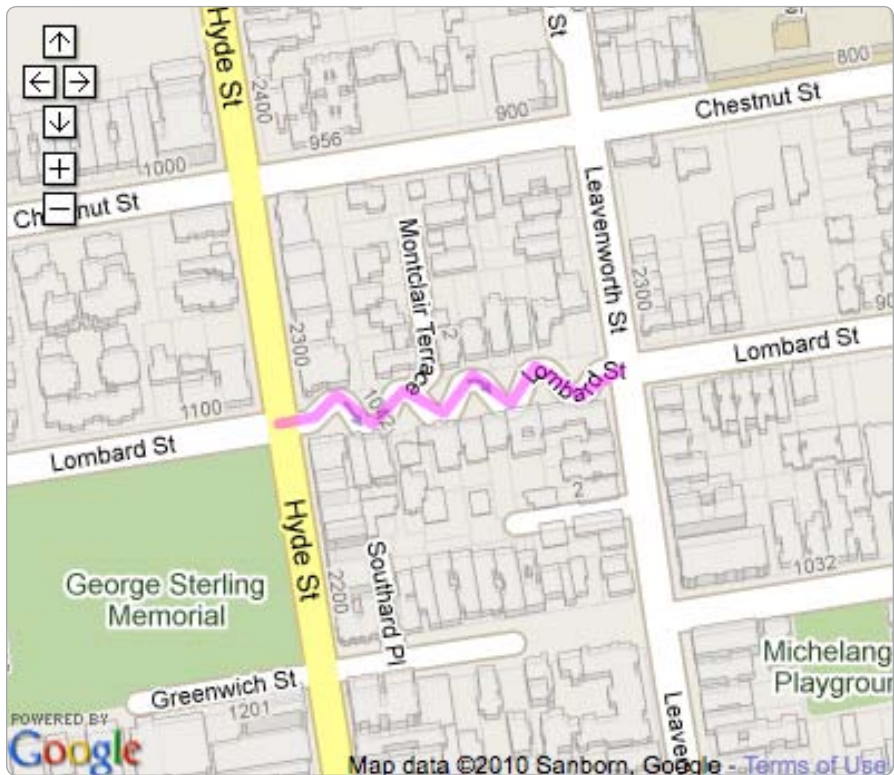 Hyde St
St
800
Chestnut St
2400
900
956
1000
Chestnut St
Leavenworth St
Montclair Terrace
2300
2
2300
Lombard St
Lombard St
1042
1100
Lombard St
Hyde St
2
Southard Pl
1032
George Sterling
Memorial
2200
Michelang
Playgroun
Greenwich St
1201
Leaven
POWERED BY
Google
Map data ©2010 Sanborn, Google - Terms of Use